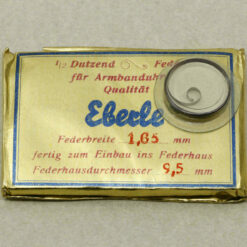 ½ Dutzend Fe
für Armbanduh
Qualität
Eberle
Federbreite 1,65 mm
fertig zum Einbau ins Federhaus
Federhausdurchmesser 9,5 mm